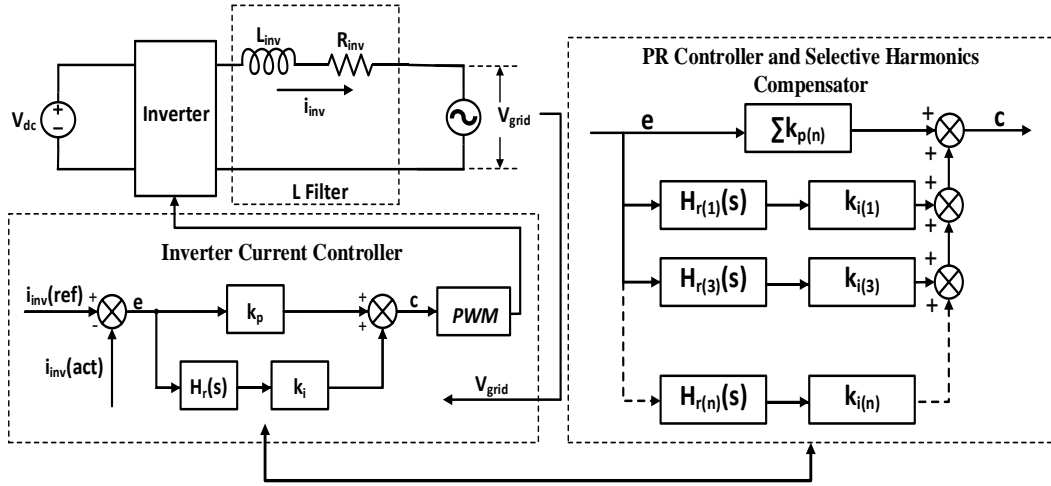 L_inv
R_inv
i_inv
V_dc
+
−
Inverter
V_grid
L Filter
Inverter Current Controller
i_inv(ref)
+
-
e
k_p
+
+
c
PWM
i_inv(act)
H_r(s)
k_i
V_grid
PR Controller and Selective Harmonics
Compensator
e
∑k_p(n)
+
+
c
H_r(1)(s)
k_i(1)
+
+
+
H_r(3)(s)
k_i(3)
+
+
H_r(n)(s)
k_i(n)